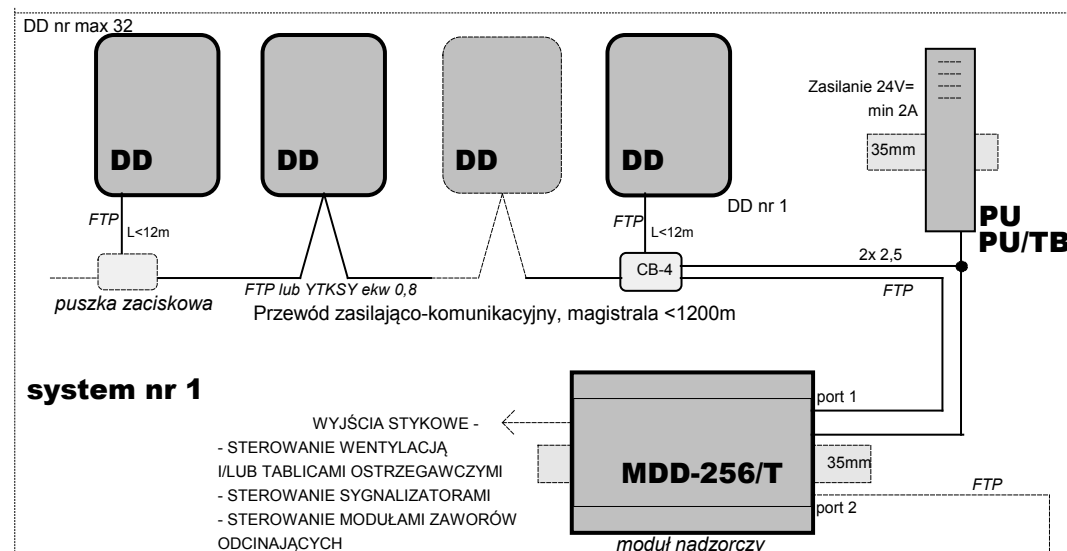 DD nr max 32
Zasilanie 24V=
min 2A
35mm
DD
DD
DD
DD
PU
PU/TB
DD nr 1
FTP
L<12m
FTP
L<12m
CB-4
2x 2,5
FTP
puszka zaciskowa
FTP lub YTKSY ekw 0,8
Przewód zasilająco-komunikacyjny, magistrala <1200m
system nr 1
port 1
WYJŚCIA STYKOWE -
- STEROWANIE WENTYLACJĄ
I/LUB TABLICAMI OSTRZEGAWCZYMI
- STEROWANIE SYGNALIZATORAMI
- STEROWANIE MODUŁAMI ZAWORÓW
ODCINAJĄCYCH
MDD-256/T
35mm
FTP
port 2
moduł nadzorczy